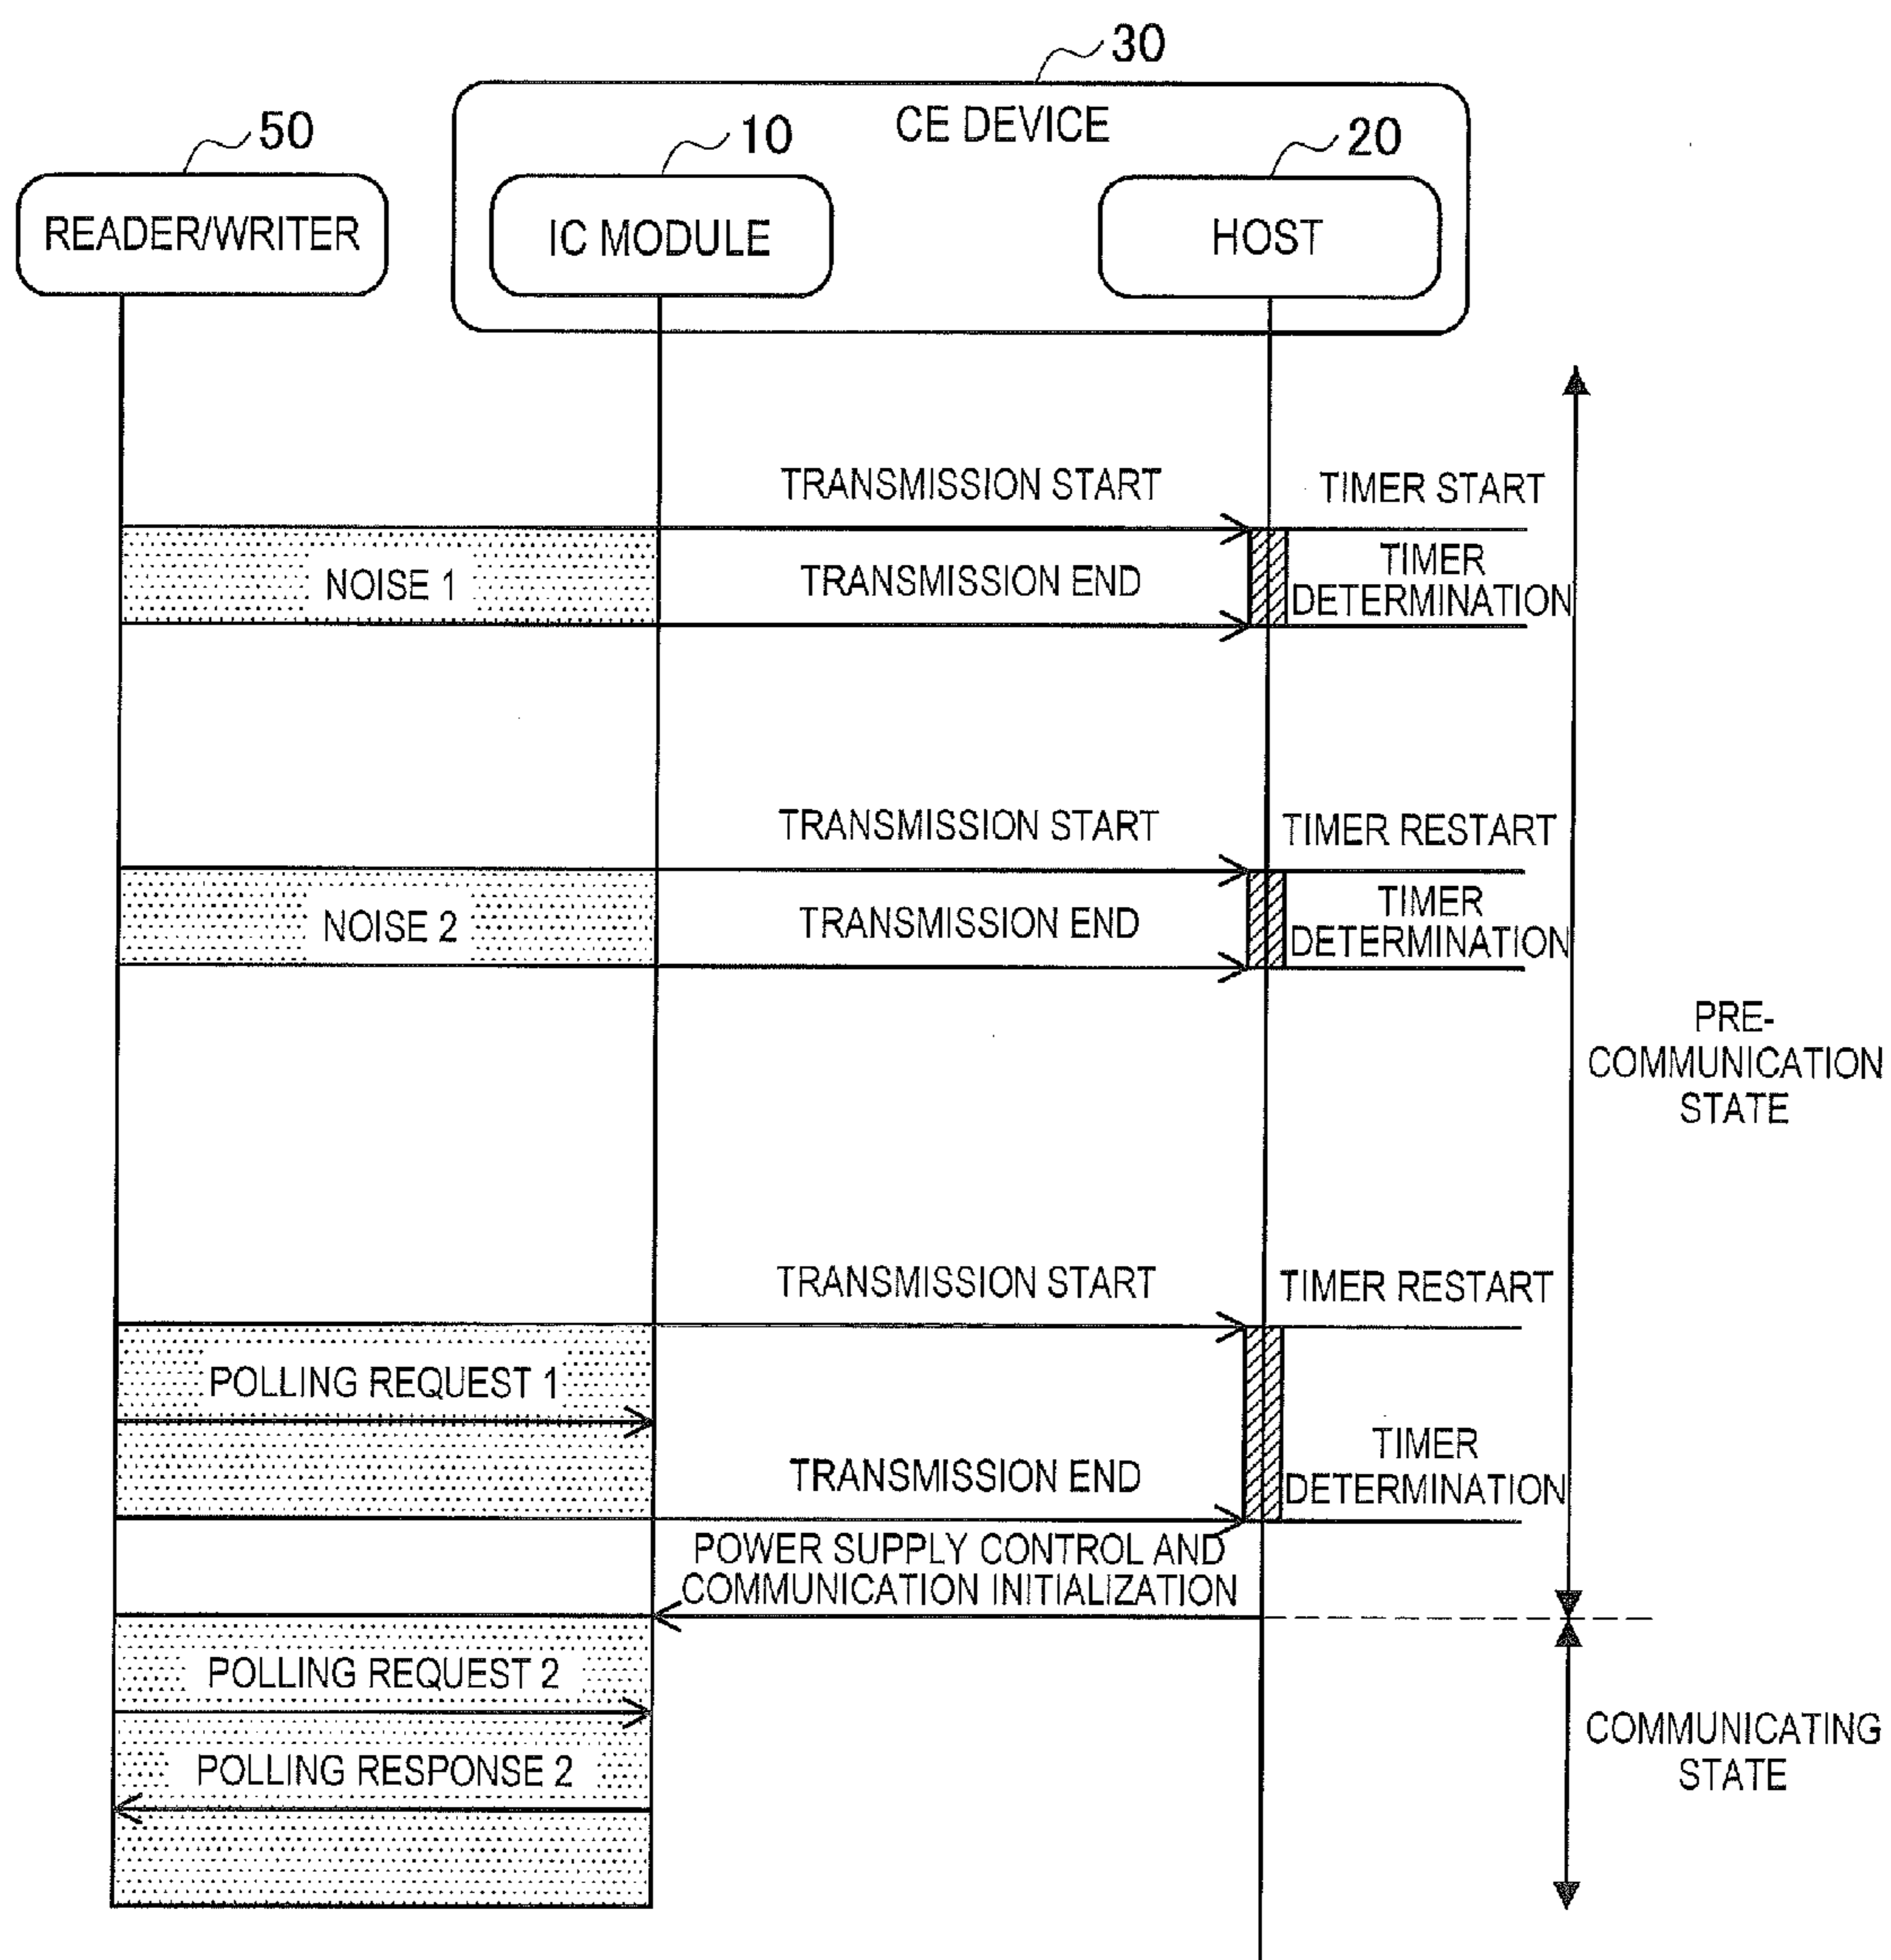 30
CE DEVICE
50
10
20
READER/WRITER
IC MODULE
HOST
TRANSMISSION START
TIMER START
NOISE 1
TRANSMISSION END
TIMER
DETERMINATION
TRANSMISSION START
TIMER RESTART
NOISE 2
TRANSMISSION END
TIMER
DETERMINATION
PRE-
COMMUNICATION
STATE
TRANSMISSION START
TIMER RESTART
POLLING REQUEST 1
TRANSMISSION END
TIMER
DETERMINATION
POWER SUPPLY CONTROL AND
COMMUNICATION INITIALIZATION
POLLING REQUEST 2
POLLING RESPONSE 2
COMMUNICATING
STATE